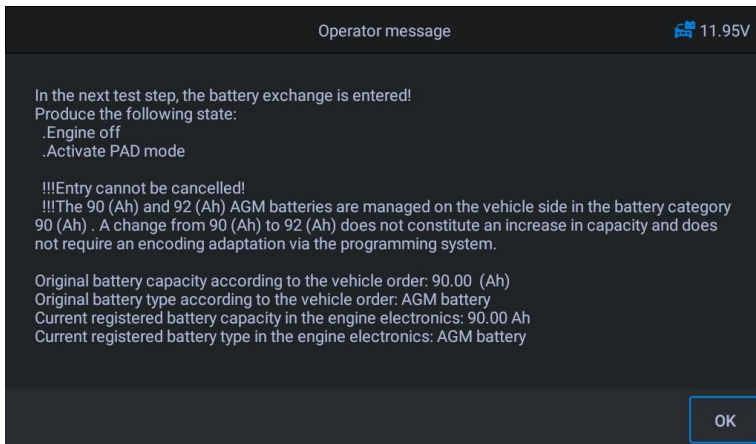 Operator message
11.95V
In the next test step, the battery exchange is entered!
Produce the following state:
.Engine off
.Activate PAD mode
!!!Entry cannot be cancelled!
!!!The 90 (Ah) and 92 (Ah) AGM batteries are managed on the vehicle side in the battery category
90 (Ah) . A change from 90 (Ah) to 92 (Ah) does not constitute an increase in capacity and does
not require an encoding adaptation via the programming system.
Original battery capacity according to the vehicle order: 90.00 (Ah)
Original battery type according to the vehicle order: AGM battery
Current registered battery capacity in the engine electronics: 90.00 Ah
Current registered battery type in the engine electronics: AGM battery
OK